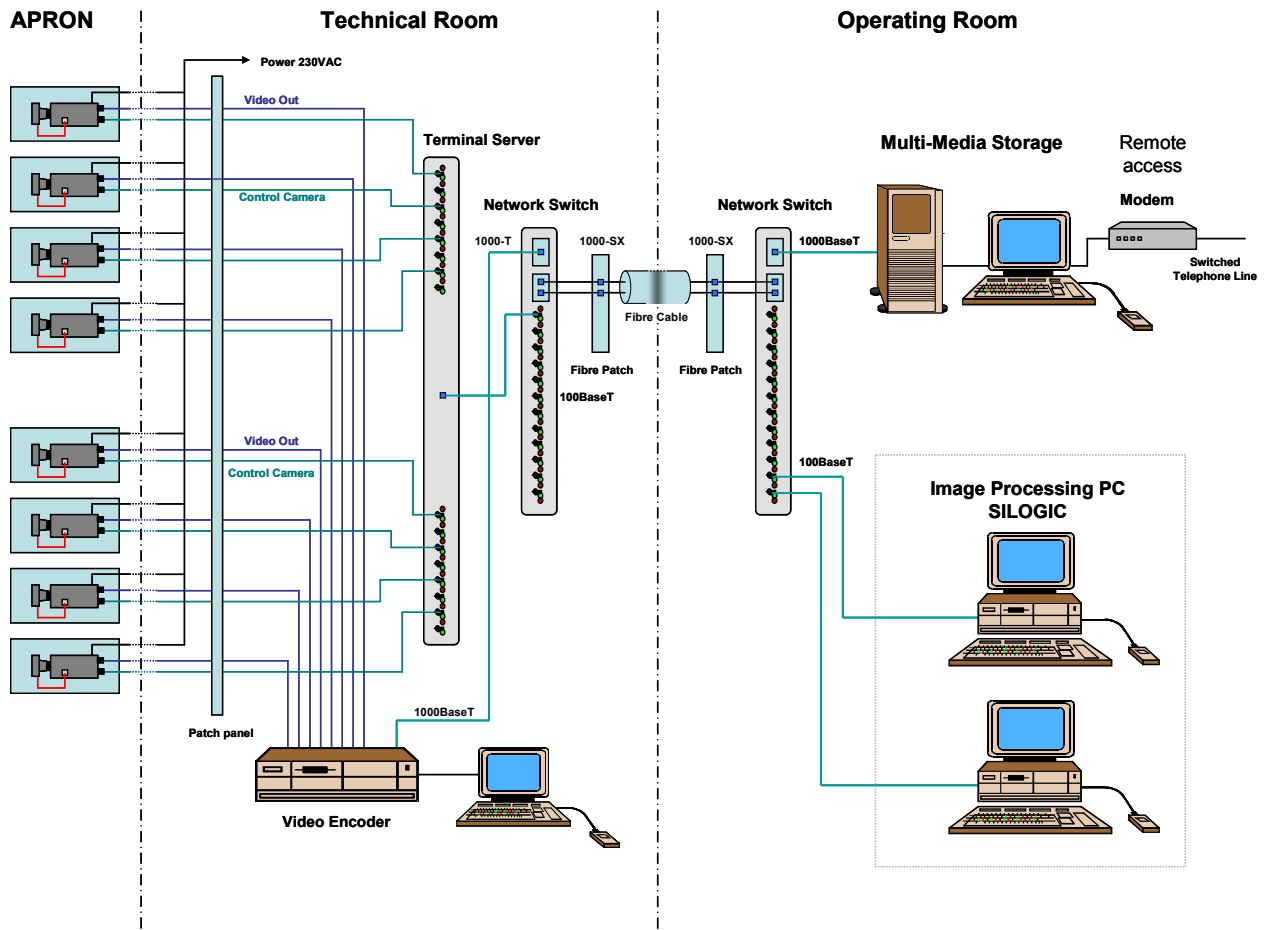 APRON
Technical Room
Operating Room
Power 230VAC
Video Out
Terminal Server
Control Camera
Network Switch
1000-T
1000-SX
Fibre Cable
Fibre Patch
100BaseT
Network Switch
1000-SX
1000BaseT
Fibre Patch
Multi-Media Storage
Remote
access
Modem
Switched
Telephone Line
Video Out
Control Camera
100BaseT
Image Processing PC
SILOGIC
1000BaseT
Patch panel
Video Encoder